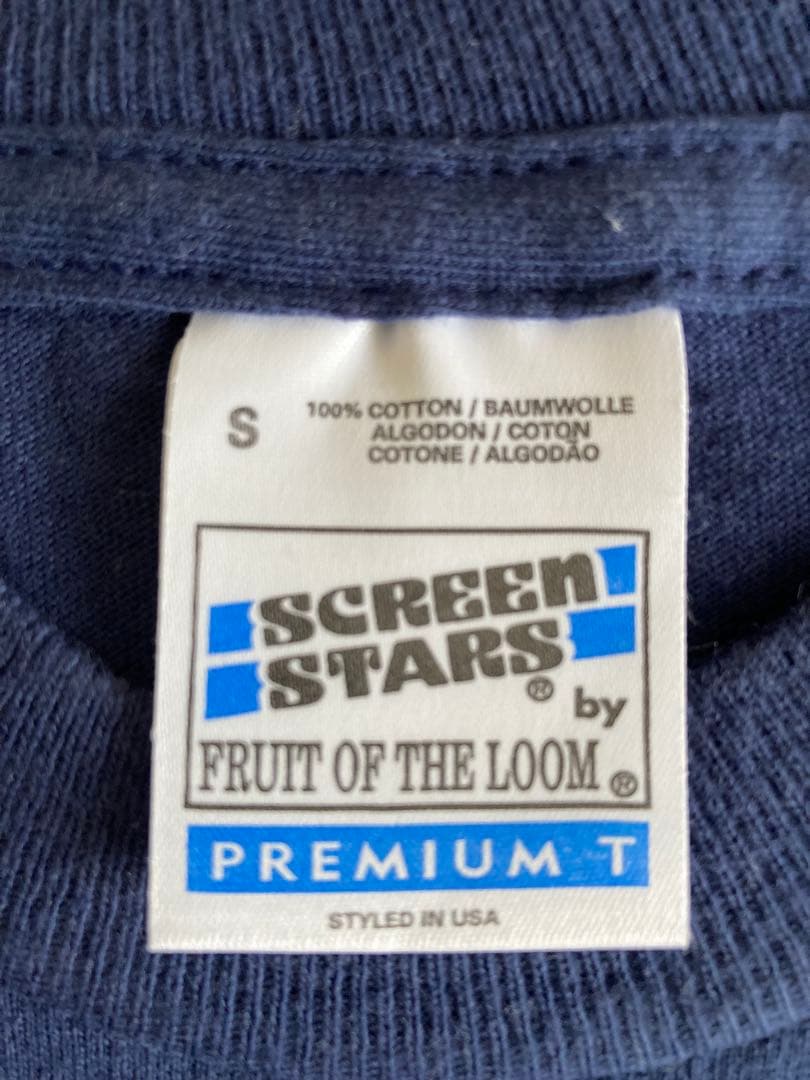 S
100% COTTON / BAUMWOLLE
ALGODON / COTON
COTONE / ALGODÃO
SCREEN
STARS®
by
FRUIT OF THE LOOM®
PREMIUM T
STYLED IN USA